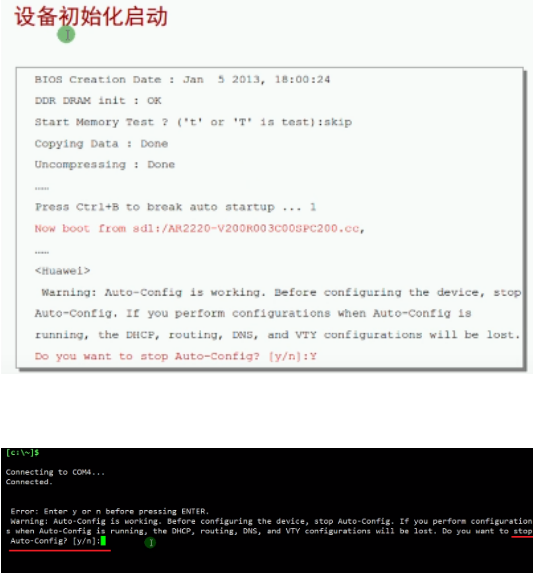 设备初始化启动
BIOS Creation Date : Jan  5 2013, 18:00:24
DDR DRAM init : OK
Start Memory Test ? ('t' or 'T' is test):skip
Copying Data : Done
Uncompressing : Done
……
Press Ctrl+B to break auto startup ... 1
Now boot from sd1:/AR2220-V200R003C00SPC200.cc,
……
<Huawei>
Warning: Auto-Config is working. Before configuring the device, stop
Auto-Config. If you perform configurations when Auto-Config is
running, the DHCP, routing, DNS, and VTY configurations will be lost.
Do you want to stop Auto-Config? [y/n]:Y
[c:\~]$
Connecting to COM4...
Connected.
Error: Enter y or n before pressing ENTER.
Warning: Auto-Config is working. Before configuring the device, stop Auto-Config. If you perform configuration
s when Auto-Config is running, the DHCP, routing, DNS, and VTY configurations will be lost. Do you want to stop
Auto-Config? [y/n]: